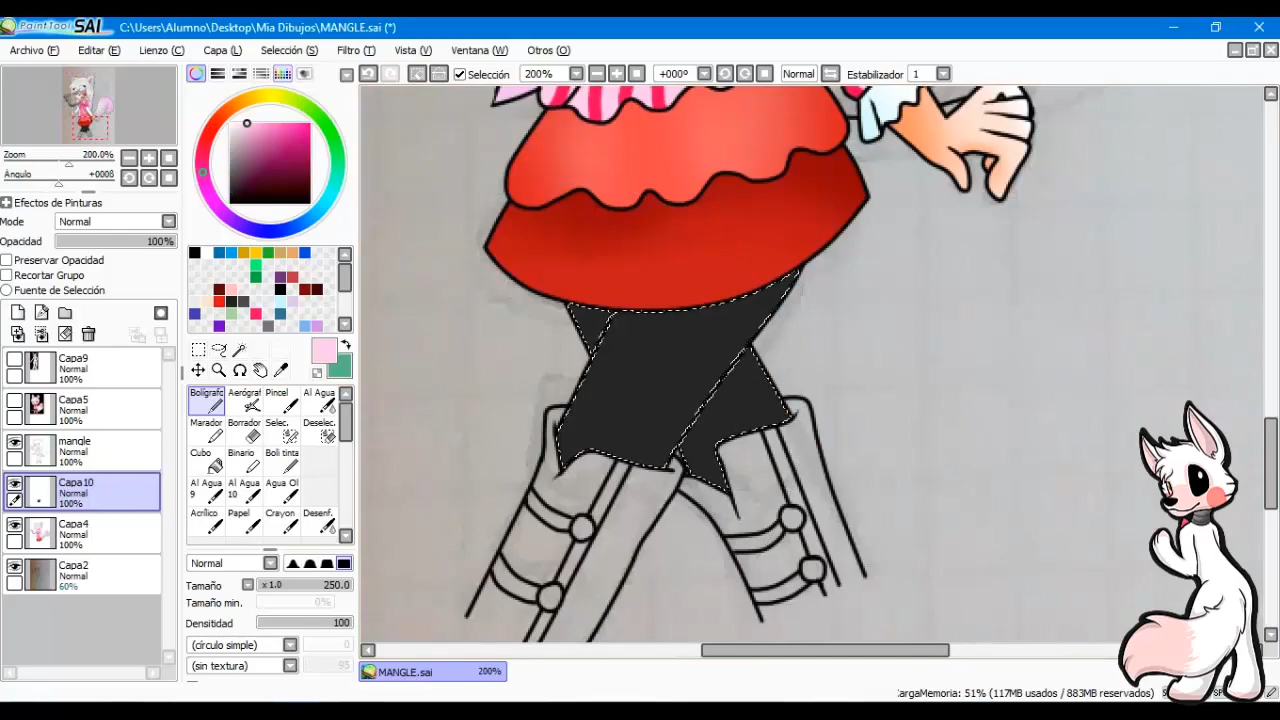 PaintTool SAI C:\Users\Alumno\Desktop\Mia Dibujos\MANGLE.sai (*)
Archivo (F) Editar (E) Lienzo (C) Capa (L) Selección (S) Filtro (T) Vista (V) Ventana (W) Otros (O)
Selección 200% +000º Normal Estabilizador 1
Zoom 200.0%
Ángulo +000ß
Efectos de Pinturas
Mode Normal
Opacidad 100%
Preservar Opacidad
Recortar Grupo
Fuente de Selección
Capa9
Normal
100%
Capa5
Normal
100%
mangle
Normal
100%
Capa10
Normal
100%
Capa4
Normal
100%
Capa2
Normal
60%
Bolígrafo Aerógraf Pincel Al Agua
Marador Borrador Selec. Deselec.
Cubo Binario Boli tinta
Al Agua 9 Al Agua 10 Agua Ol
Acrílico Papel Crayon Desenf.
Normal
Tamaño x 1.0 250.0
Tamaño min. 0%
Densitidad 100
(círculo simple) 0
(sin textura) 95
MANGLE.sai 200%
CargaMemoria: 51% (117MB usados / 883MB reservados)